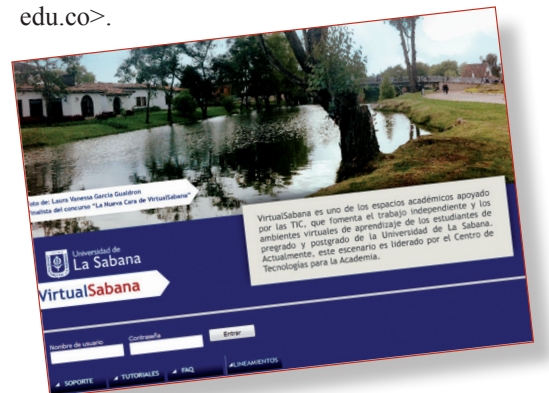 edu.co>.
Foto de: Laura Vanessa García Gualdron
Finalista del concurso "La Nueva Cara de VirtualSabana"
VirtualSabana es uno de los espacios académicos apoyado
por las TIC, que fomenta el trabajo independiente y los
ambientes virtuales de aprendizaje de los estudiantes de
pregrado y postgrado de la Universidad de La Sabana.
Actualmente, este escenario es liderado por el Centro de
Tecnologías para la Academia.
Universidad de
La Sabana
VirtualSabana
Nombre de usuario
Contraseña
Entrar
SOPORTE
TUTORIALES
FAQ
LINEAMIENTOS